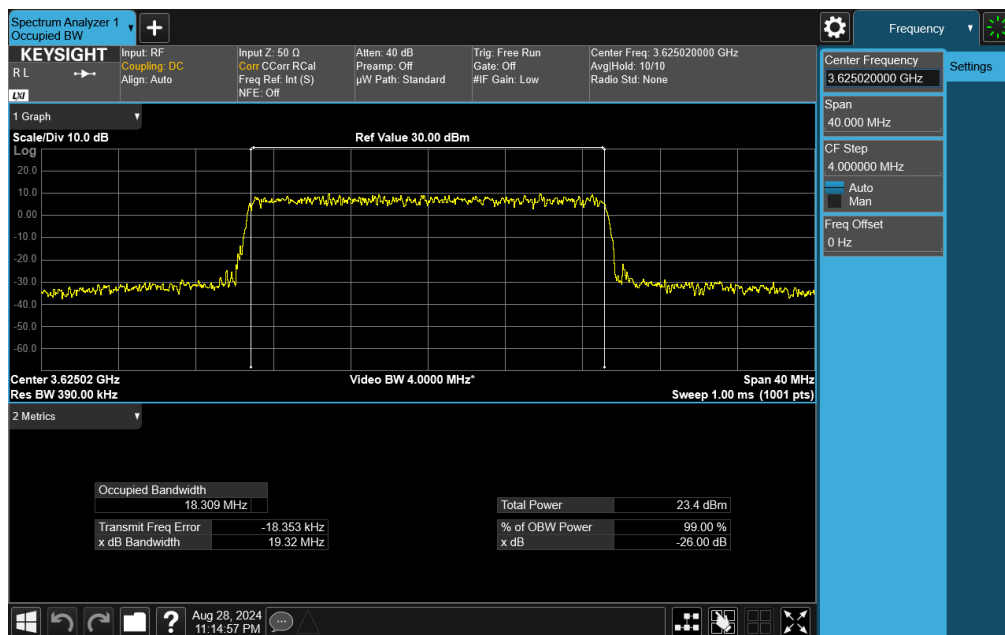 Spectrum Analyzer 1
Occupied BW
Frequency
KEYSIGHT
R L
LXI
Input: RF
Coupling: DC
Align: Auto
Input Z: 50 Ω
Corr CCorr RCal
Freq Ref: Int (S)
NFE: Off
Atten: 40 dB
Preamp: Off
µW Path: Standard
Trig: Free Run
Gate: Off
#IF Gain: Low
Center Freq: 3.625020000 GHz
Avg|Hold: 10/10
Radio Std: None
Center Frequency
3.625020000 GHz
Settings
Span
40.000 MHz
CF Step
4.000000 MHz
Auto
Man
Freq Offset
0 Hz
1 Graph
Scale/Div 10.0 dB
Ref Value 30.00 dBm
Log
20.0
10.0
0.00
-10.0
-20.0
-30.0
-40.0
-50.0
-60.0
Center 3.62502 GHz
Video BW 4.0000 MHz*
Span 40 MHz
Res BW 390.00 kHz
Sweep 1.00 ms (1001 pts)
2 Metrics
Occupied Bandwidth
18.309 MHz
Total Power 23.4 dBm
Transmit Freq Error -18.353 kHz
% of OBW Power 99.00 %
x dB Bandwidth 19.32 MHz
x dB -26.00 dB
?
Aug 28, 2024
11:14:57 PM